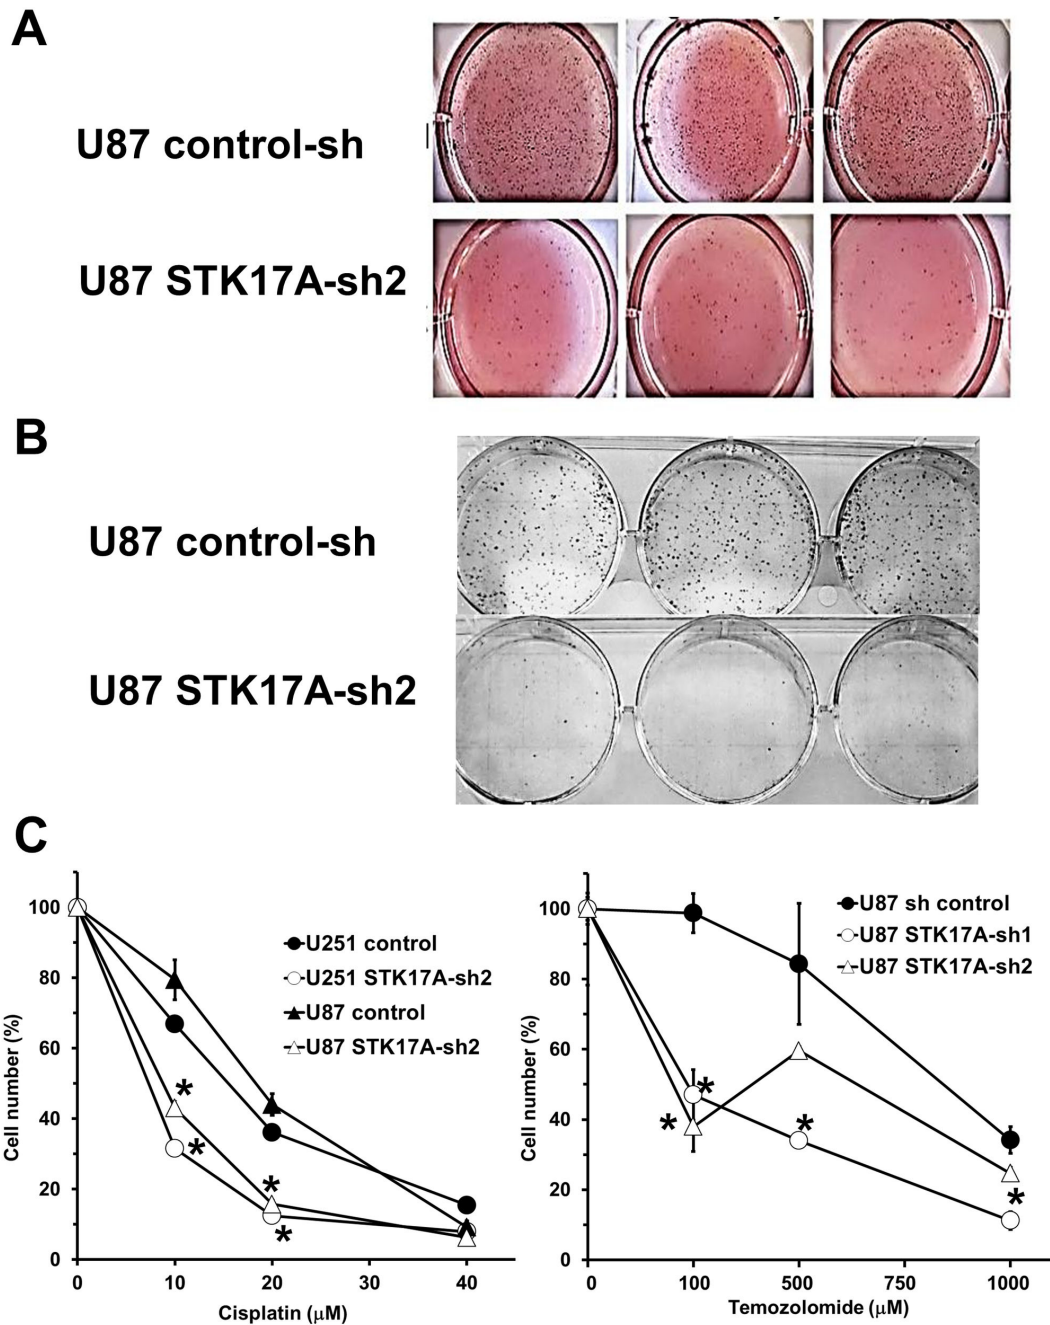 A
U87 control-sh
U87 STK17A-sh2
B
U87 control-sh
U87 STK17A-sh2
C
100
80
60
40
20
0
Cell number (%)
0
10
20
30
40
Cisplatin (μM)
U251 control
U251 STK17A-sh2
U87 control
U87 STK17A-sh2
*
*
*
*
100
80
60
40
20
0
Cell number (%)
0
100
500
750
1000
Temozolomide (μM)
U87 sh control
U87 STK17A-sh1
U87 STK17A-sh2
*
*
*
*